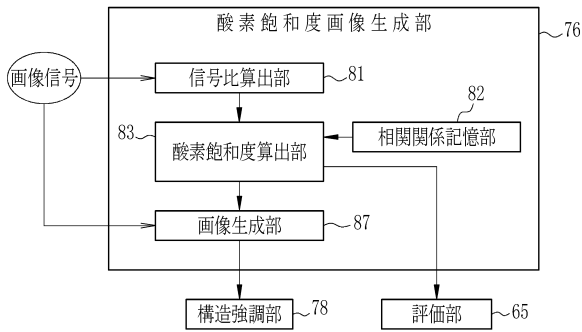 酸素飽和度画像生成部
76
画像信号
信号比算出部
81
82
83
酸素飽和度算出部
相関関係記憶部
画像生成部
87
構造強調部
78
評価部
65